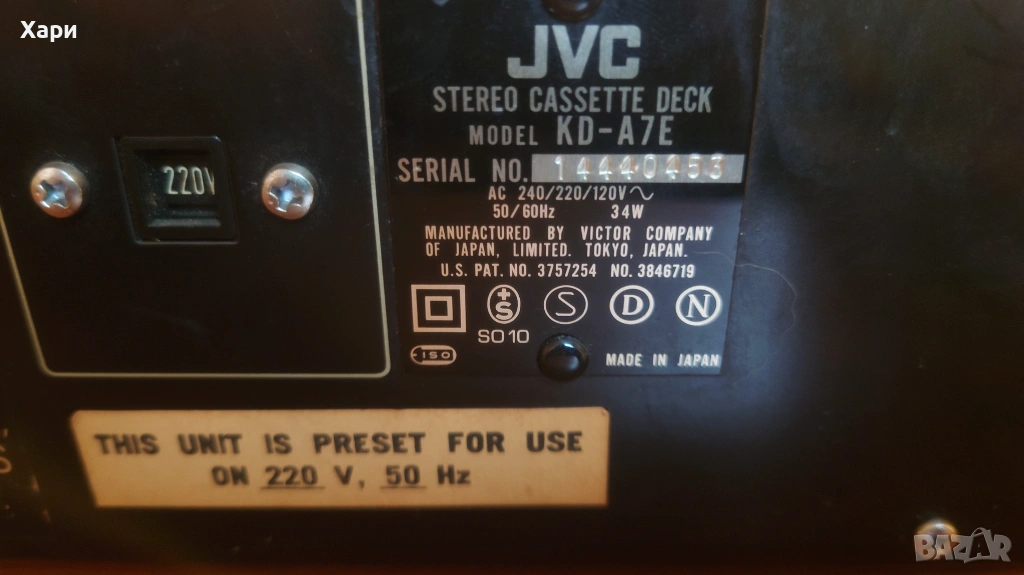 Хари
JVC
STEREO CASSETTE DECK
MODEL KD-A7E
SERIAL NO. 14440453
AC 240/220/120V~
50/60Hz 34W
MANUFACTURED BY VICTOR COMPANY
OF JAPAN, LIMITED. TOKYO, JAPAN.
U.S. PAT. NO. 3757254 NO. 3846719
+S S D N
SO10
ISO
MADE IN JAPAN
220V
THIS UNIT IS PRESET FOR USE
ON 220 V, 50 Hz
BAZAR